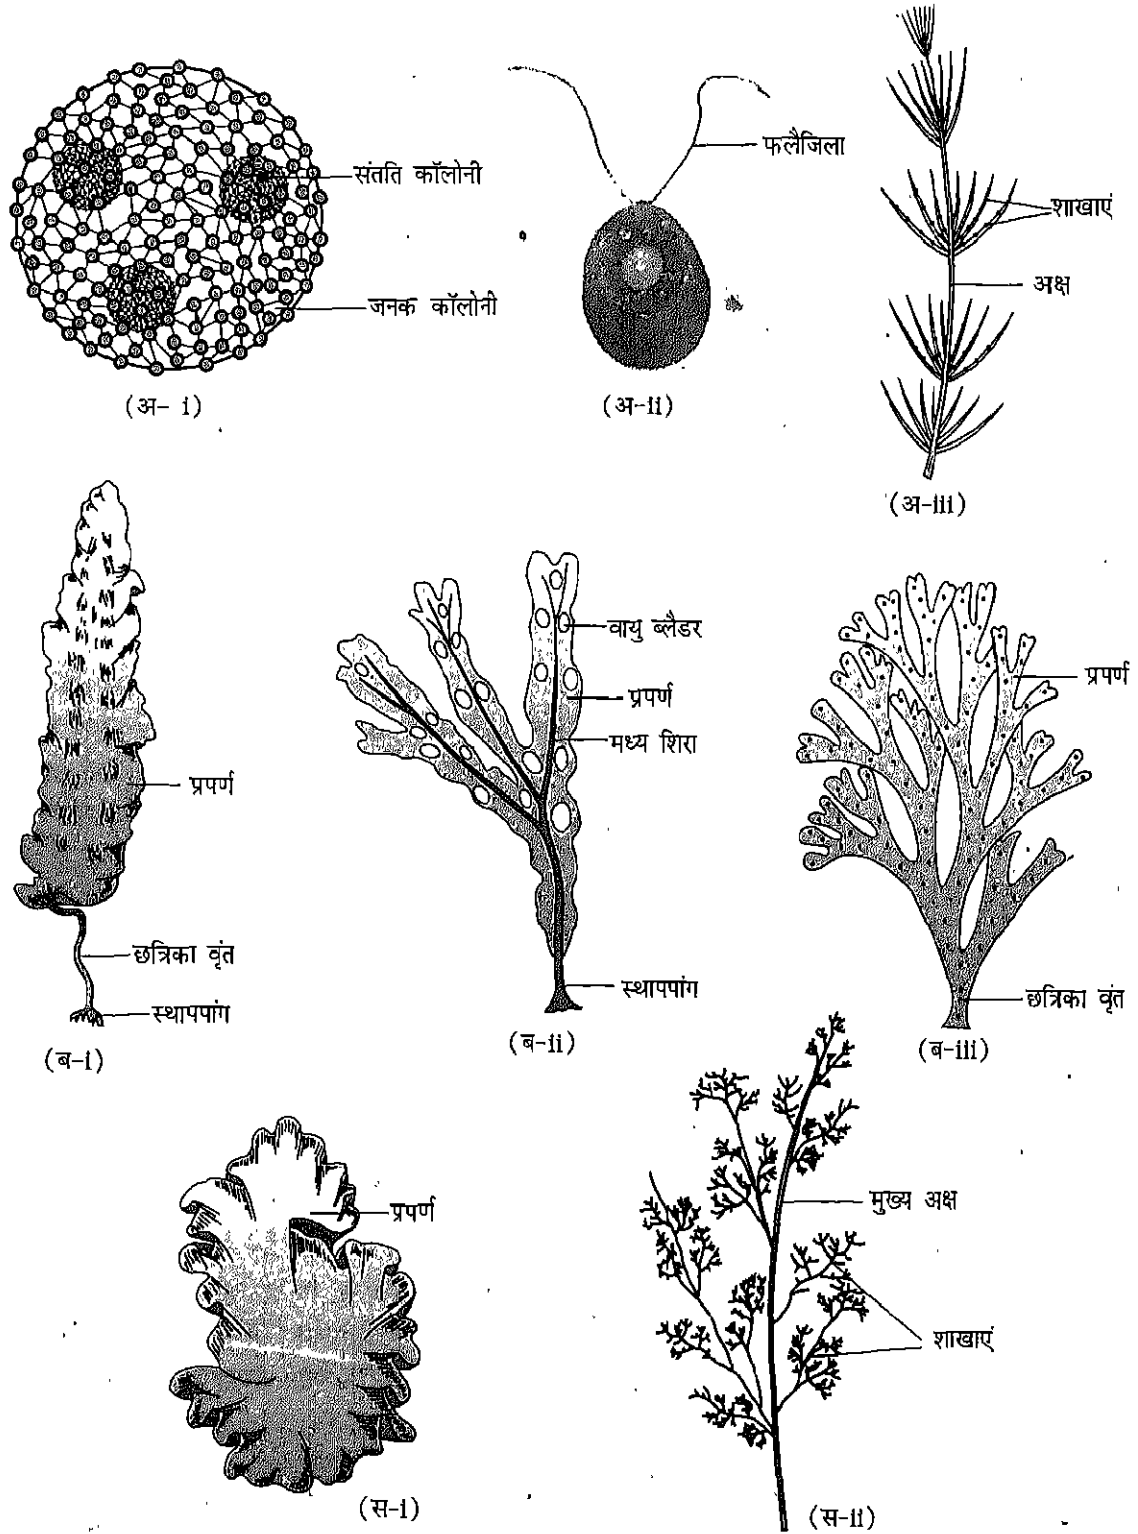 संतति कॉलोनी
जनक कॉलोनी
(अ- i)
फलैजिला
(अ-ii)
शाखाएं
अक्ष
(अ-iii)
प्रपर्ण
छत्रिका वृंत
स्थापपांग
(ब-i)
वायु ब्लैडर
प्रपर्ण
मध्य शिरा
स्थापपांग
(ब-ii)
प्रपर्ण
छत्रिका वृंत
(ब-iii)
प्रपर्ण
(स-i)
मुख्य अक्ष
शाखाएं
(स-ii)